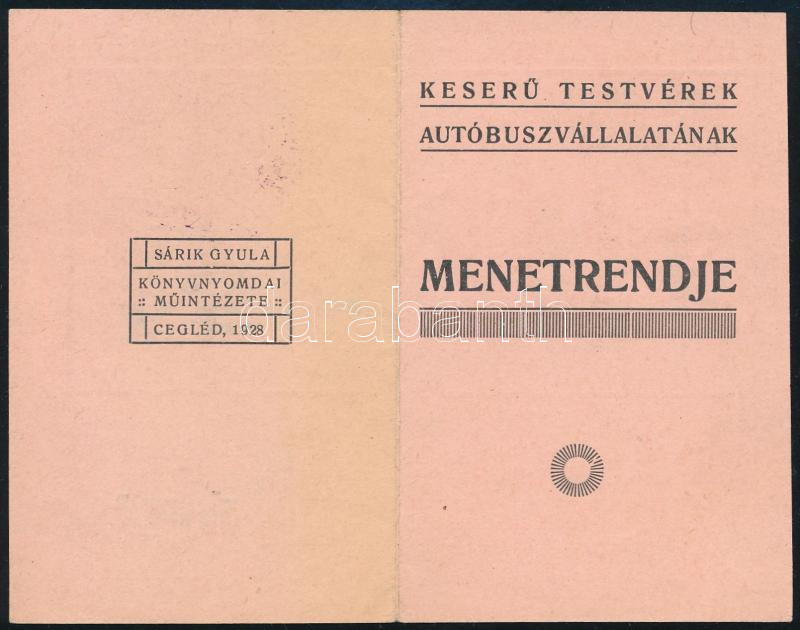 KESERŰ TESTVÉREK
AUTÓBUSZVÁLLALATÁNAK
MENETRENDJE
SÁRIK GYULA
KÖNYVNYOMDAI
:: MŰINTÉZETE ::
CEGLÉD, 1928
darabanth